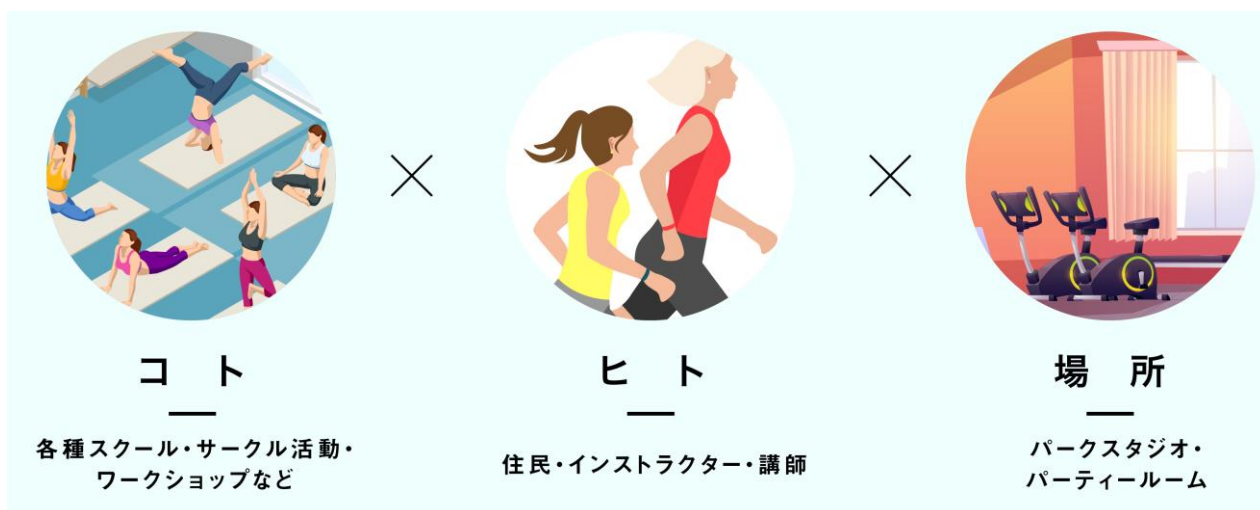 コト
各種スクール・サークル活動・
ワークショップなど
×
ヒト
住民・インストラクター・講師
×
場所
パークスタジオ・
パーティールーム